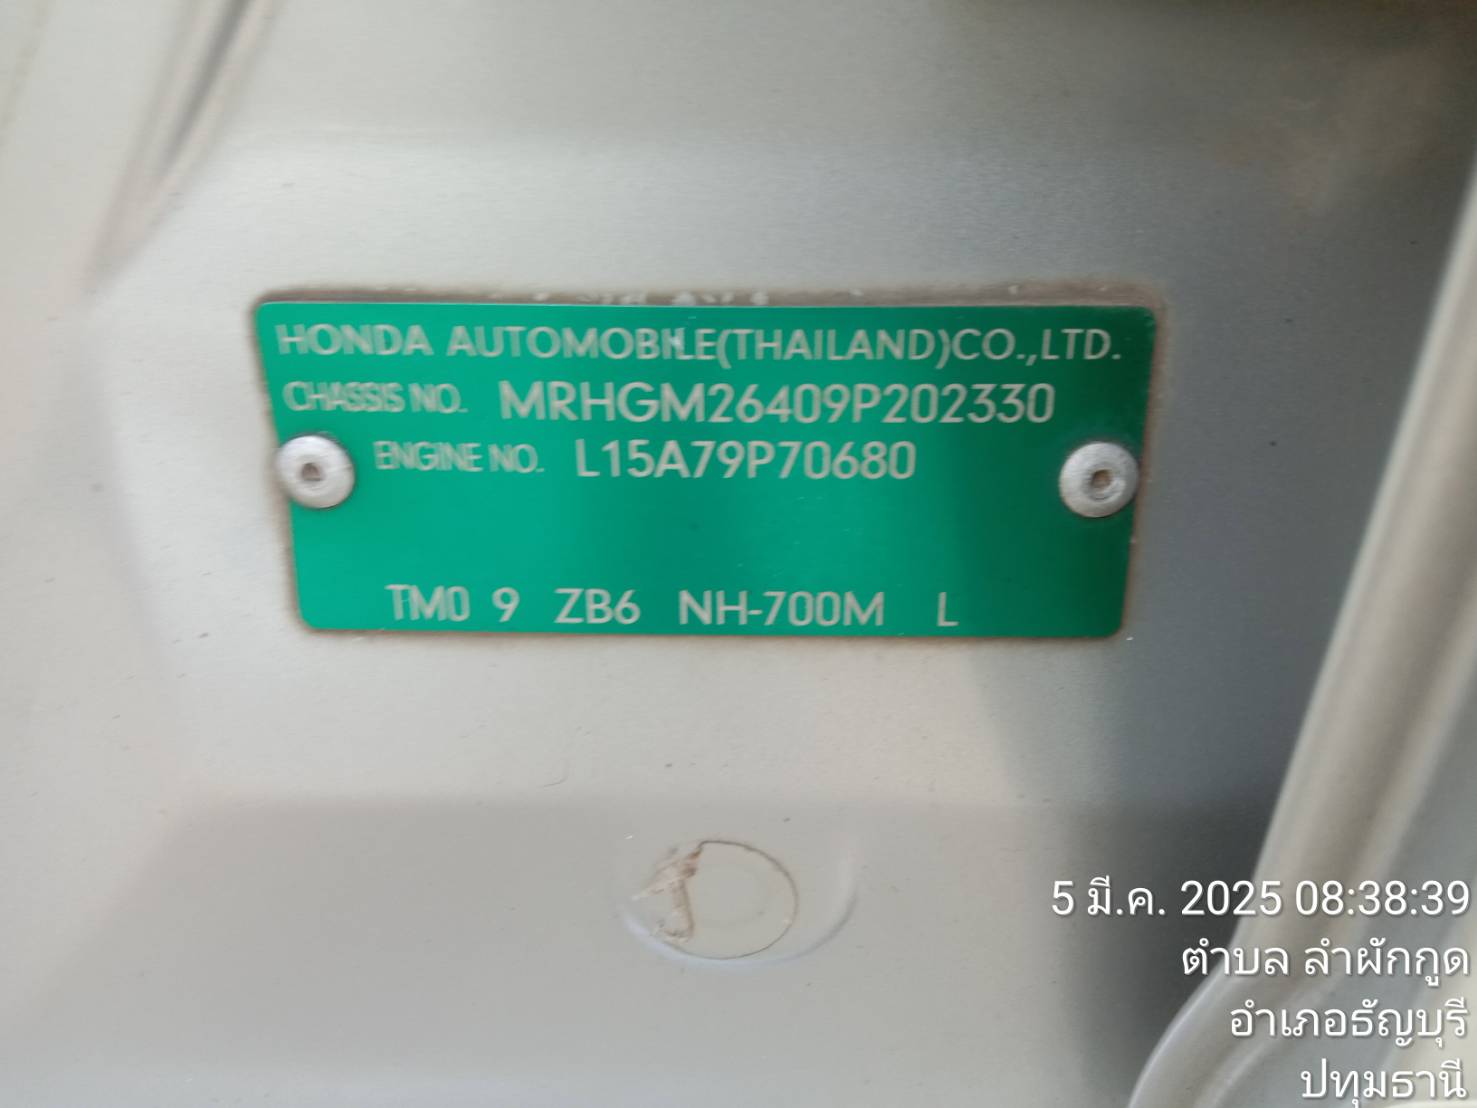 HONDA AUTOMOBILE(THAILAND)CO.,LTD.
CHASSIS NO. MRHGM26409P202330
ENGINE NO. L15A79P70680
TM0 9 ZB6 NH-700M L
5 มี.ค. 2025 08:38:39
ตำบล ลำผักกูด
อำเภอธัญบุรี
ปทุมธานี